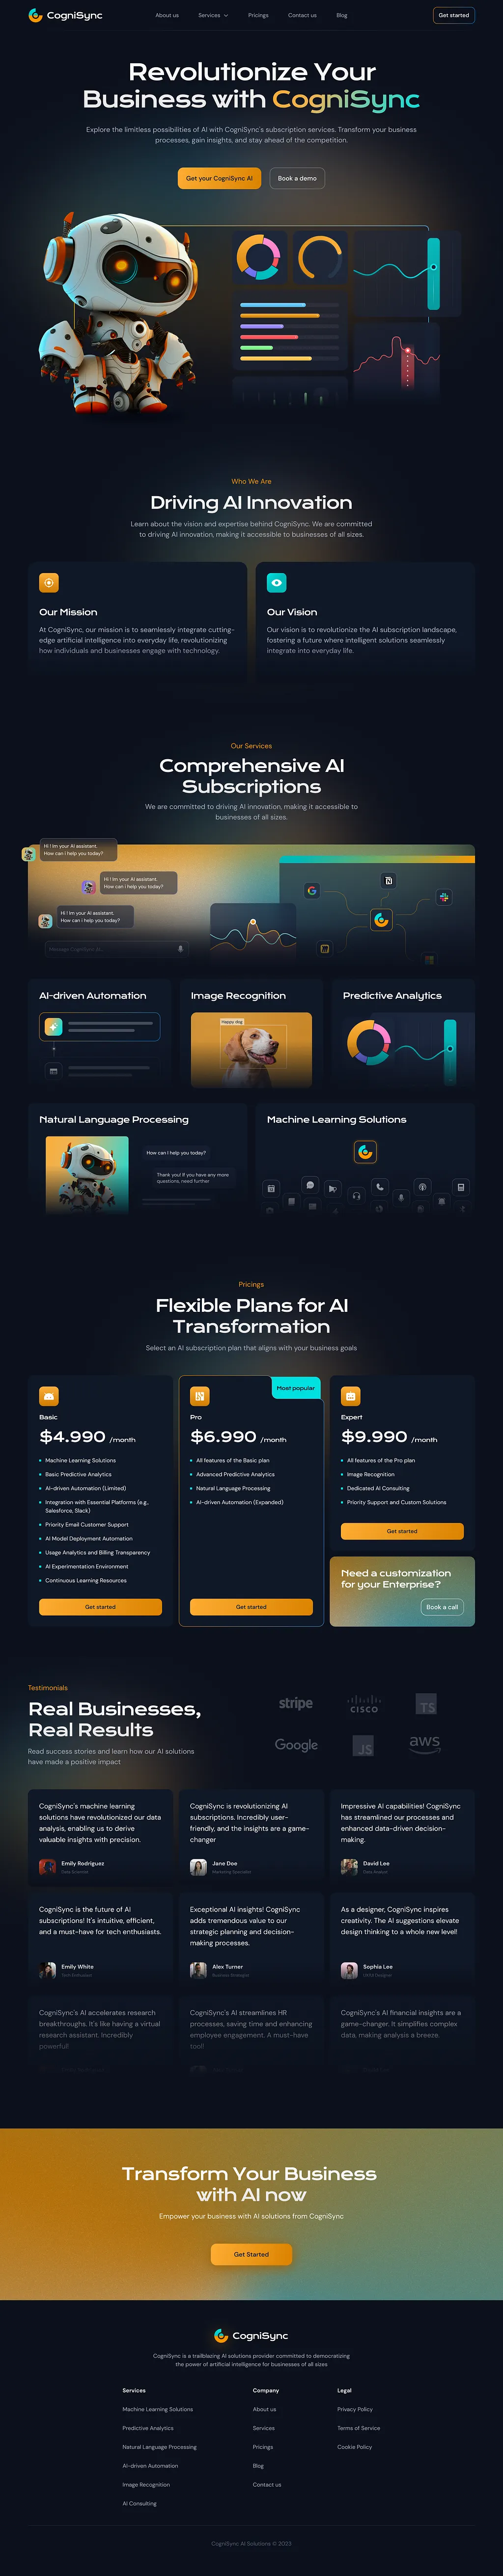 CogniSync
About us
Services
Pricings
Contact us
Blog
Get started
Revolutionize Your
Business with CogniSync
Explore the limitless possibilities of AI with CogniSync's subscription services. Transform your business
processes, gain insights, and stay ahead of the competition.
Get your CogniSync AI
Book a demo
Who We Are
Driving AI Innovation
Learn about the vision and expertise behind CogniSync. We are committed
to driving AI innovation, making it accessible to businesses of all sizes.
Our Mission
At CogniSync, our mission is to seamlessly integrate cutting-
edge artificial intelligence into everyday life, revolutionizing
how individuals and businesses engage with technology.
Our Vision
Our vision is to revolutionize the AI subscription landscape,
fostering a future where intelligent solutions seamlessly
integrate into everyday life.
Our Services
Comprehensive AI
Subscriptions
We are committed to driving AI innovation, making it accessible to
businesses of all sizes.
Hi ! Im your AI assistant.
How can i help you today?
Hi ! Im your AI assistant.
How can i help you today?
Hi ! Im your AI assistant.
How can i help you today?
Message CogniSync AI...
AI-driven Automation
Image Recognition
Happy dog
Predictive Analytics
Natural Language Processing
How can I help you today?
Thank you! If you have any more
questions, need further
Machine Learning Solutions
Pricings
Flexible Plans for AI
Transformation
Select an AI subscription plan that aligns with your business goals
Basic
$4.990 /month
Machine Learning Solutions
Basic Predictive Analytics
AI-driven Automation (Limited)
Integration with Essential Platforms (e.g.,
Salesforce, Slack)
Priority Email Customer Support
AI Model Deployment Automation
Usage Analytics and Billing Transparency
AI Experimentation Environment
Continuous Learning Resources
Get started
Most popular
Pro
$6.990 /month
All features of the Basic plan
Advanced Predictive Analytics
Natural Language Processing
AI-driven Automation (Expanded)
Get started
Expert
$9.990 /month
All features of the Pro plan
Image Recognition
Dedicated AI Consulting
Priority Support and Custom Solutions
Get started
Need a customization
for your Enterprise?
Book a call
Testimonials
Real Businesses,
Real Results
Read success stories and learn how our AI solutions
have made a positive impact
stripe
CISCO
TS
Google
JS
aws
CogniSync's machine learning
solutions have revolutionized our data
analysis, enabling us to derive
valuable insights with precision.
Emily Rodriguez
Data Scientist
CogniSync is revolutionizing AI
subscriptions. Incredibly user-
friendly, and the insights are a game-
changer
Jane Doe
Marketing Specialist
Impressive AI capabilities! CogniSync
has streamlined our processes and
enhanced data-driven decision-
making.
David Lee
Data Analyst
CogniSync is the future of AI
subscriptions! It's intuitive, efficient,
and a must-have for tech enthusiasts.
Emily White
Tech Enthusiast
Exceptional AI insights! CogniSync
adds tremendous value to our
strategic planning and decision-
making processes.
Alex Turner
Business Strategist
As a designer, CogniSync inspires
creativity. The AI suggestions elevate
design thinking to a whole new level!
Sophia Lee
UX/UI Designer
CogniSync's AI accelerates research
breakthroughs. It's like having a virtual
research assistant. Incredibly
powerful!
CogniSync's AI streamlines HR
processes, saving time and enhancing
employee engagement. A must-have
tool!
CogniSync's AI financial insights are a
game-changer. It simplifies complex
data, making analysis a breeze.
Transform Your Business
with AI now
Empower your business with AI solutions from CogniSync
Get Started
CogniSync
CogniSync is a trailblazing AI solutions provider committed to democratizing
the power of artificial intelligence for businesses of all sizes
Services
Machine Learning Solutions
Predictive Analytics
Natural Language Processing
AI-driven Automation
Image Recognition
AI Consulting
Company
About us
Services
Pricings
Blog
Contact us
Legal
Privacy Policy
Terms of Service
Cookie Policy
CogniSync AI Solutions © 2023